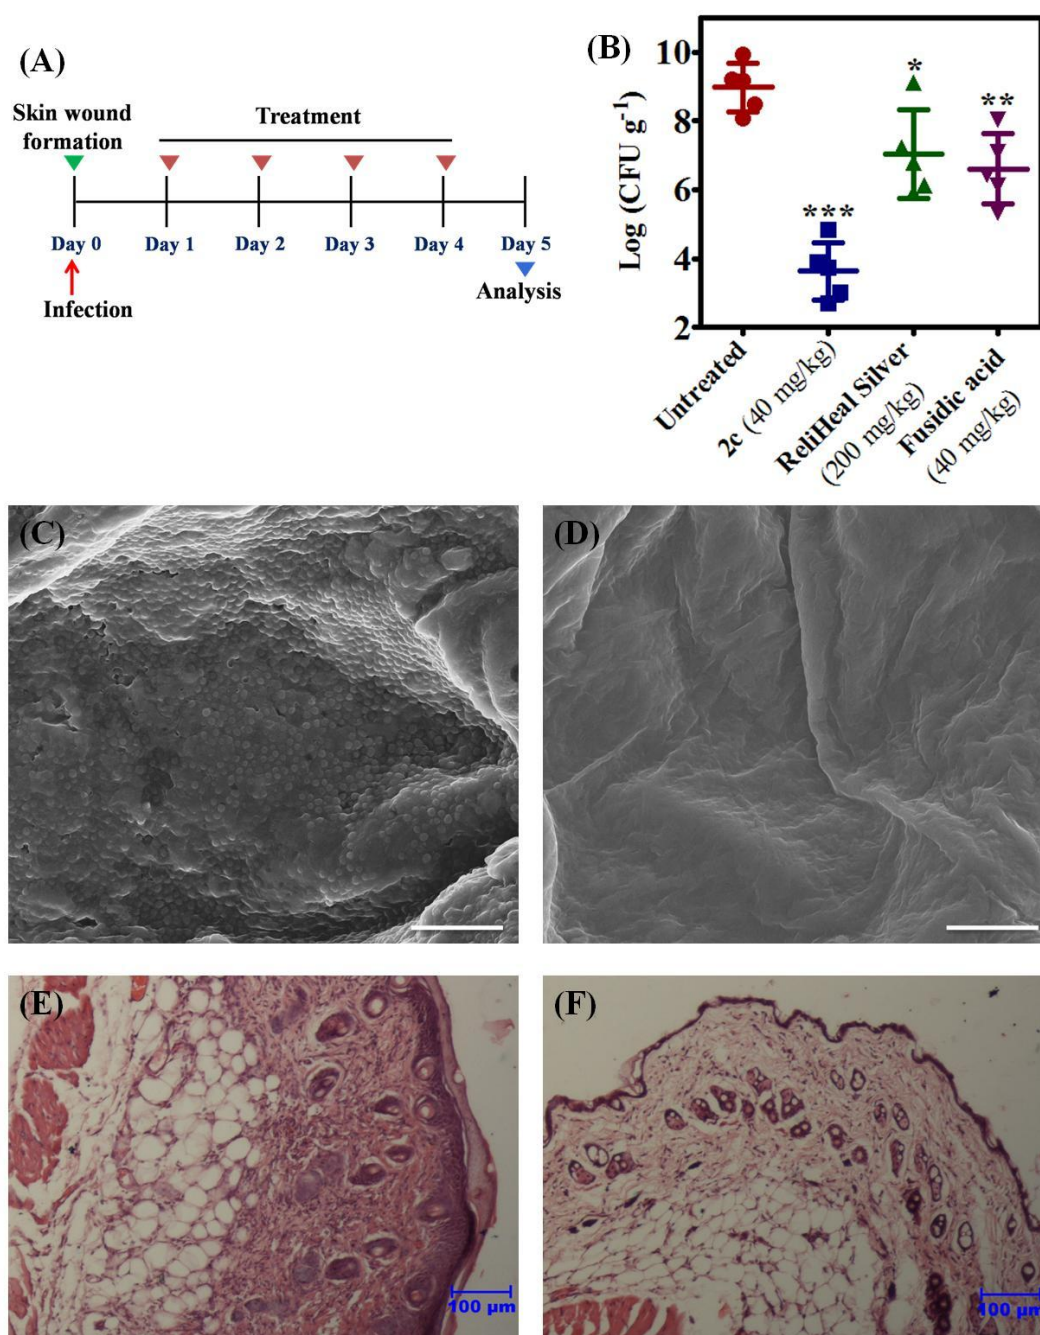 (A)
Skin wound
formation
Treatment
Day 0
Day 1
Day 2
Day 3
Day 4
Day 5
Infection
Analysis
(B)
Log (CFU g⁻¹)
10
8
6
4
2
*
**
***
Untreated
2c (40 mg/kg)
ReliHeal Silver
(200 mg/kg)
Fusidic acid
(40 mg/kg)
(C)
(D)
(E)
100 μm
(F)
100 μm